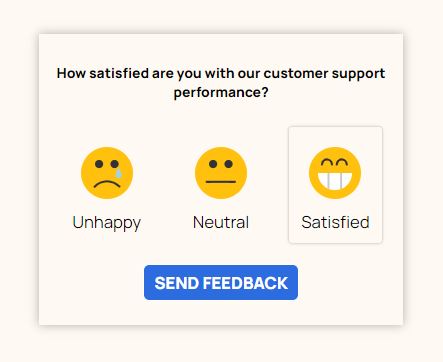 How satisfied are you with our customer support
performance?
Unhappy
Neutral
Satisfied
SEND FEEDBACK